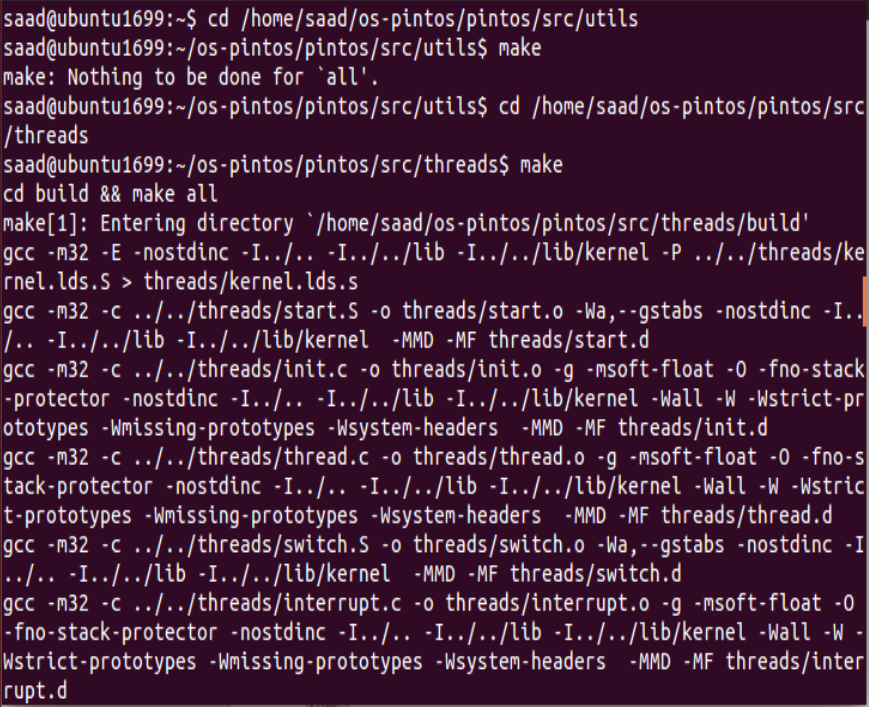 saad@ubuntu1699:~$ cd /home/saad/os-pintos/pintos/src/utils
saad@ubuntu1699:~/os-pintos/pintos/src/utils$ make
make: Nothing to be done for `all'.
saad@ubuntu1699:~/os-pintos/pintos/src/utils$ cd /home/saad/os-pintos/pintos/src
/threads
saad@ubuntu1699:~/os-pintos/pintos/src/threads$ make
cd build && make all
make[1]: Entering directory `/home/saad/os-pintos/pintos/src/threads/build'
gcc -m32 -E -nostdinc -I../.. -I../../lib -I../../lib/kernel -P ../../threads/ke
rnel.lds.S > threads/kernel.lds.s
gcc -m32 -c ../../threads/start.S -o threads/start.o -Wa,--gstabs -nostdinc -I..
/.. -I../../lib -I../../lib/kernel  -MMD -MF threads/start.d
gcc -m32 -c ../../threads/init.c -o threads/init.o -g -msoft-float -O -fno-stack
-protector -nostdinc -I../.. -I../../lib -I../../lib/kernel -Wall -W -Wstrict-pr
ototypes -Wmissing-prototypes -Wsystem-headers  -MMD -MF threads/init.d
gcc -m32 -c ../../threads/thread.c -o threads/thread.o -g -msoft-float -O -fno-s
tack-protector -nostdinc -I../.. -I../../lib -I../../lib/kernel -Wall -W -Wstric
t-prototypes -Wmissing-prototypes -Wsystem-headers  -MMD -MF threads/thread.d
gcc -m32 -c ../../threads/switch.S -o threads/switch.o -Wa,--gstabs -nostdinc -I
../.. -I../../lib -I../../lib/kernel  -MMD -MF threads/switch.d
gcc -m32 -c ../../threads/interrupt.c -o threads/interrupt.o -g -msoft-float -O 
-fno-stack-protector -nostdinc -I../.. -I../../lib -I../../lib/kernel -Wall -W -
Wstrict-prototypes -Wmissing-prototypes -Wsystem-headers  -MMD -MF threads/inter
rupt.d